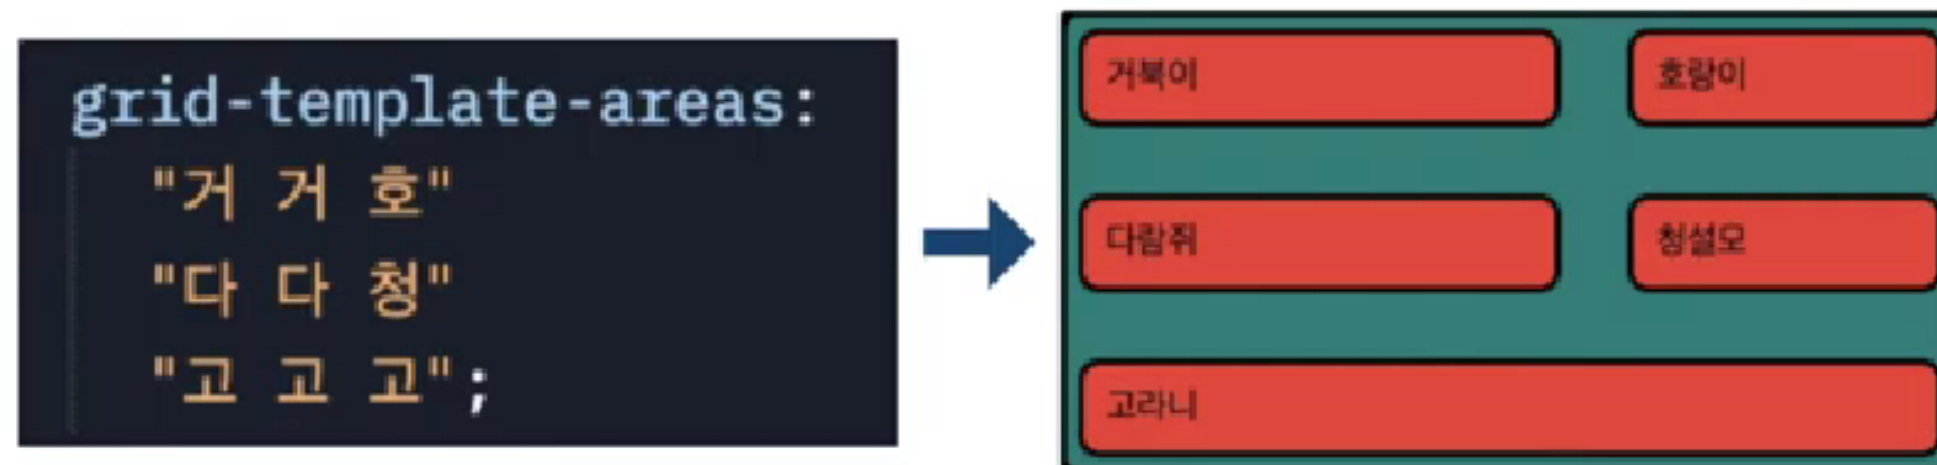 grid-template-areas:
"거 거 호"
"다 다 청"
"고 고 고";
거북이
호랑이
다람쥐
청설모
고라니